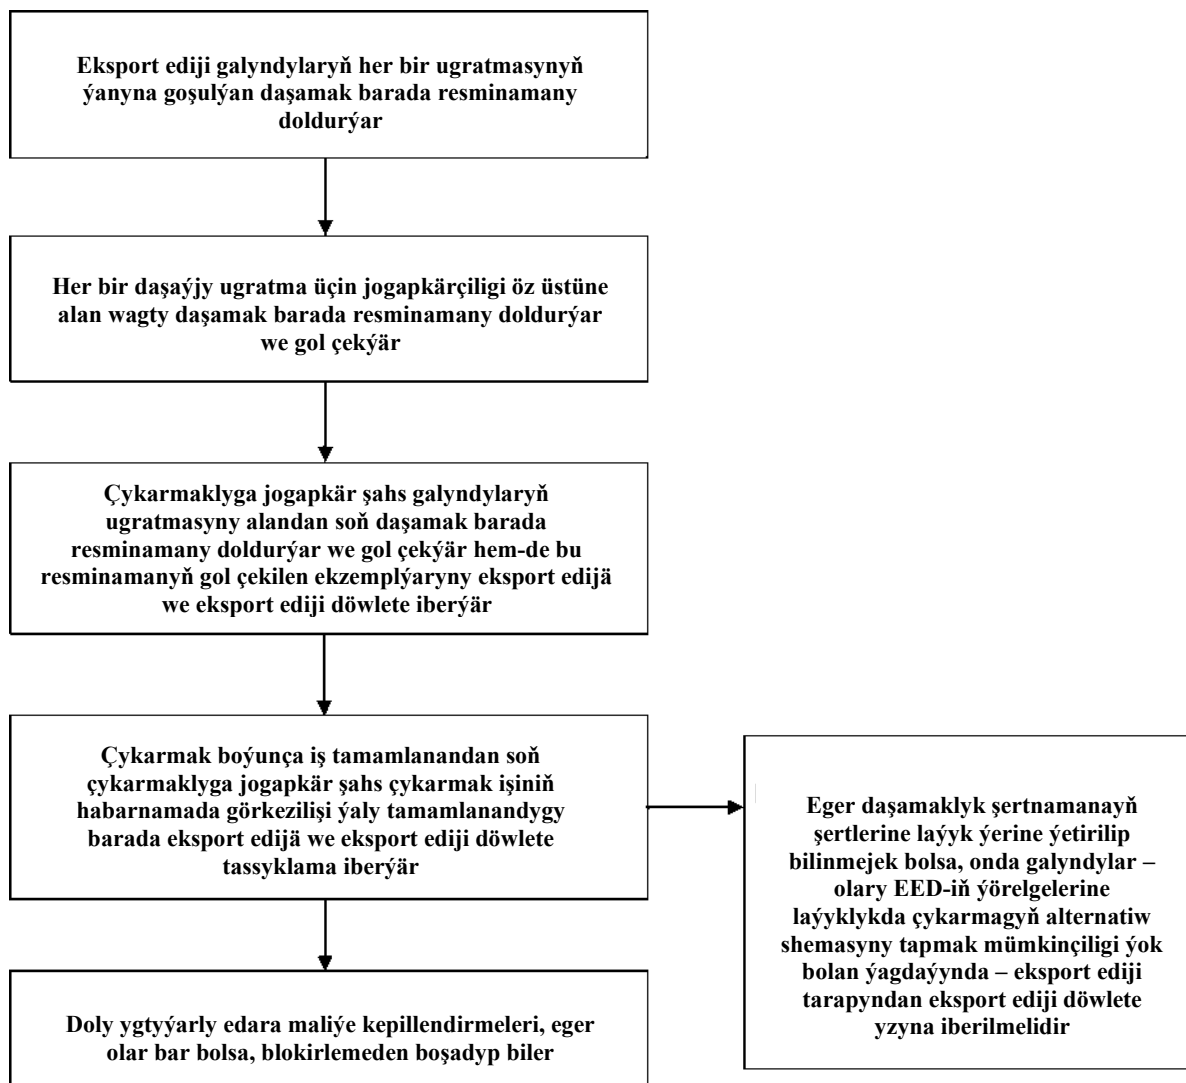 Eksport ediji galyndylaryň her bir ugratmasynyň
ýanyna goşulýan daşamak barada resminamany
doldurýar
Her bir daşaýjy ugratma üçin jogapkärçiligi öz üstüne
alan wagty daşamak barada resminamany doldurýar
we gol çekýär
Çykarmaklyga jogapkär şahs galyndylaryň
ugratmasyny alandan soň daşamak barada
resminamany doldurýar we gol çekýär hem-de bu
resminamanyň gol çekilen ekzemplýaryny eksport edijä
we eksport ediji döwlete iberýär
Çykarmak boýunça iş tamamlanandan soň
çykarmaklyga jogapkär şahs çykarmak işiniň
habarnamada görkezilişi ýaly tamamlanandygy
barada eksport edijä we eksport ediji döwlete
tassyklama iberýär
Eger daşamaklyk şertnamanayň
şertlerine laýyk ýerine ýetirilip
bilinmejek bolsa, onda galyndylar –
olary EED-iň ýörelgelerine
laýyklykda çykarmagyň alternatiw
shemasyny tapmak mümkinçiligi ýok
bolan ýagdaýynda – eksport ediji
tarapyndan eksport ediji döwlete
yzyna iberilmelidir
Doly ygtyýarly edara maliýe kepillendirmeleri, eger
olar bar bolsa, blokirlemeden boşadyp biler